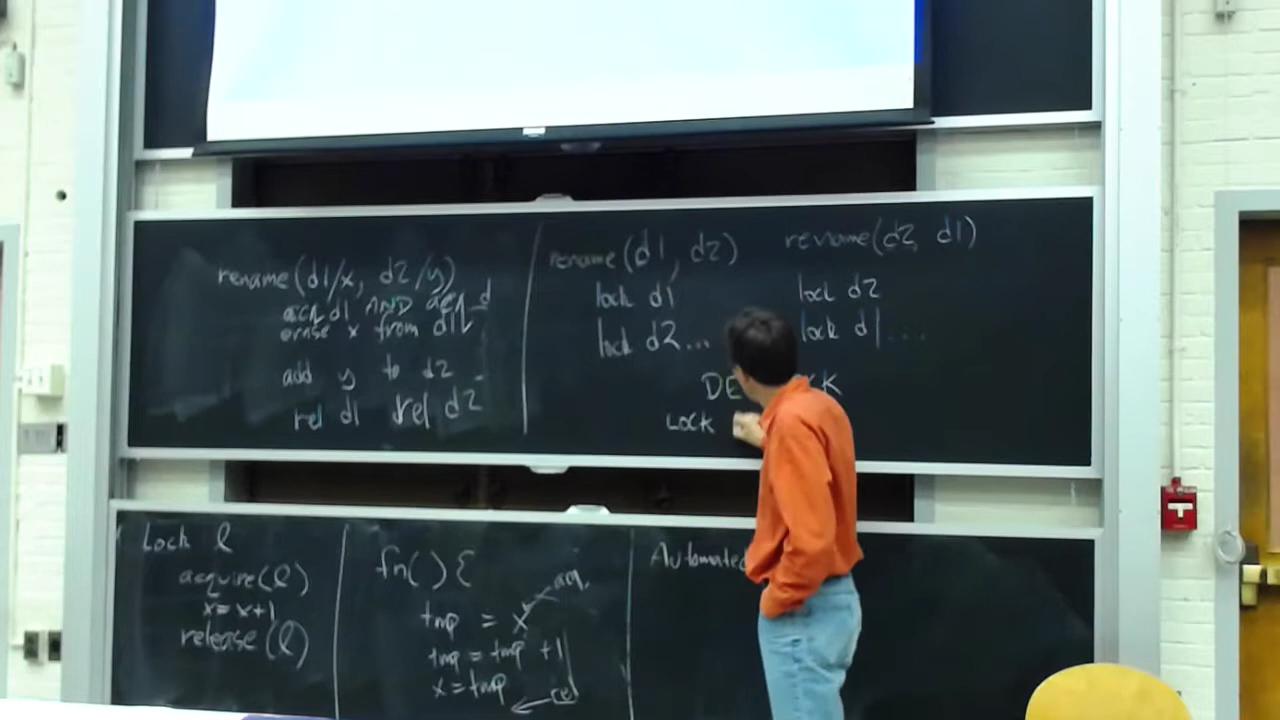 rename(d1/x, d2/y)
acq d1 AND acq d
erase x from d1
add y to d2
rel d1 rel d2
rename(d1, d2)
lock d1
lock d2...
rename(d2, d1)
lock d2
lock d1....
DE CK
LOCK
Lock l
acquire(l)
x=x+1
release(l)
fn() {
tmp = x
acq.
tmp = tmp +1
x=tmp
rel
Automated